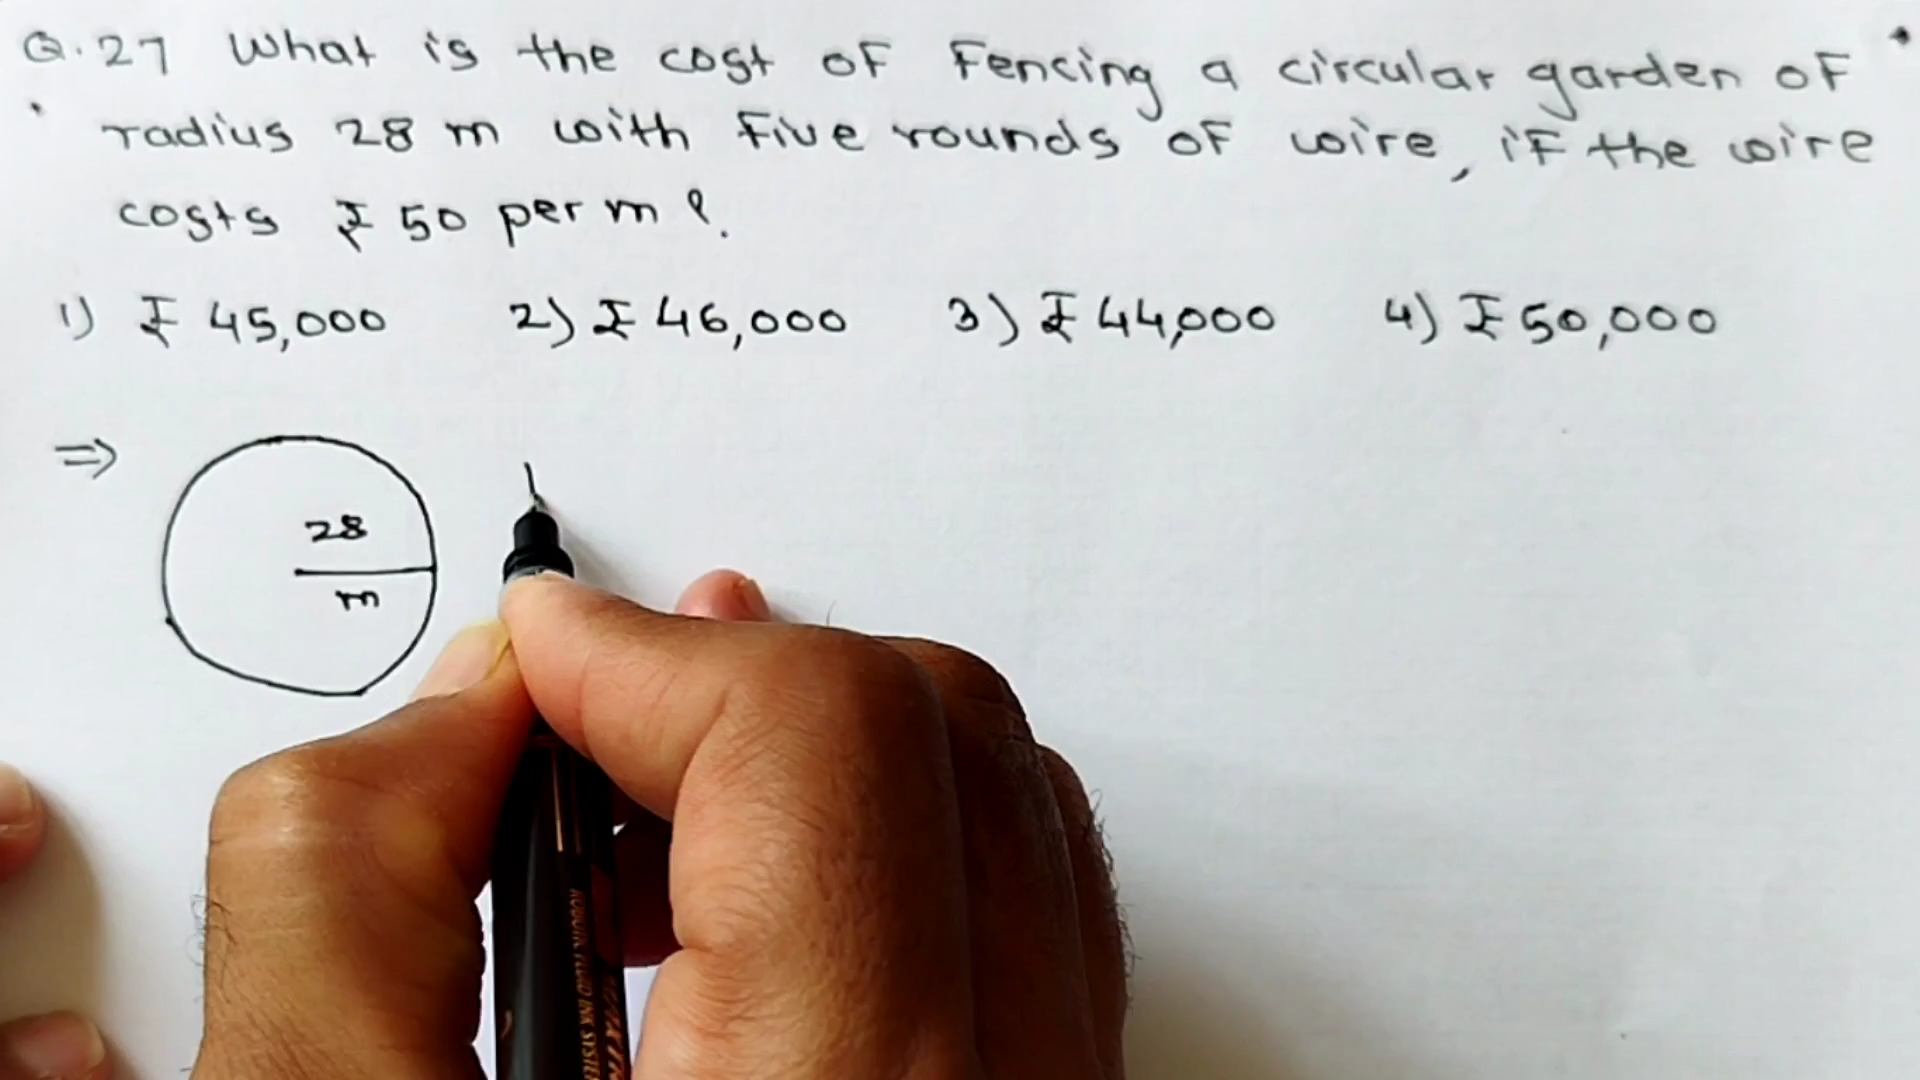 Q.27 What is the cost of Fencing a circular garden of
radius 28 m with five rounds of wire, if the wire
costs ₹ 50 per m ?
1) ₹ 45,000 2) ₹ 46,000 3) ₹ 44,000 4) ₹ 50,000
⇒
28
m